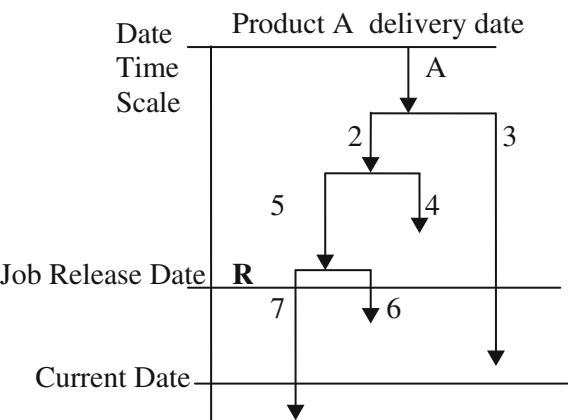 Product A delivery date
Date
Time
Scale
A
2
3
5
4
Job Release Date R
7
6
Current Date